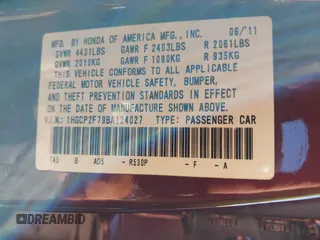 MFD. BY HONDA OF AMERICA MFG., INC. 06/'11
GVWR 4431LBS GAWR F 2403LBS R 2061LBS
GVWR 2010KG GAWR F 1090KG R 935KG
THIS VEHICLE CONFORMS TO ALL APPLICABLE
FEDERAL MOTOR VEHICLE SAFETY, BUMPER,
AND THEFT PREVENTION STANDARDS IN EFFECT
ON THE DATE OF MANUFACTURE SHOWN ABOVE.
V.I.N.: 1HGCP2F79BA134027 TYPE: PASSENGER CAR
TA5 B AD5 - R530P - F - A
DREAMBID